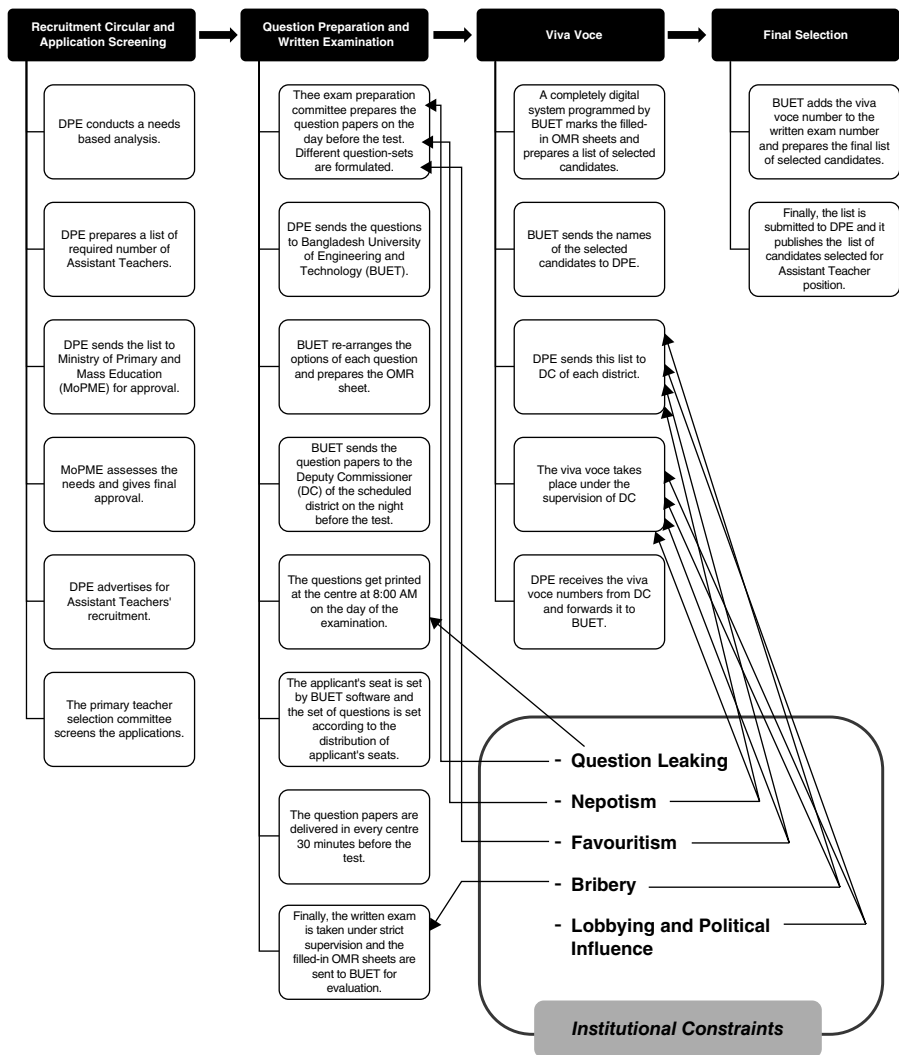 Recruitment Circular and
Application Screening
DPE conducts a needs
based analysis.
DPE prepares a list of
required number of
Assistant Teachers.
DPE sends the list to
Ministry of Primary and
Mass Education
(MoPME) for approval.
MoPME assesses the
needs and gives final
approval.
DPE advertises for
Assistant Teachers'
recruitment.
The primary teacher
selection committee
screens the applications.
Question Preparation and
Written Examination
Thee exam preparation
committee prepares the
question papers on the
day before the test.
Different question-sets
are formulated.
DPE sends the questions
to Bangladesh University
of Engineering and
Technology (BUET).
BUET re-arranges the
options of each question
and prepares the OMR
sheet.
BUET sends the
question papers to the
Deputy Commissioner
(DC) of the scheduled
district on the night
before the test.
The questions get printed
at the centre at 8:00 AM
on the day of the
examination.
The applicant's seat is set
by BUET software and
the set of questions is set
according to the
distribution of
applicant's seats.
The question papers are
delivered in every centre
30 minutes before the
test.
Finally, the written exam
is taken under strict
supervision and the
filled-in OMR sheets are
sent to BUET for
evaluation.
Viva Voce
A completely digital
system programmed by
BUET marks the filled-
in OMR sheets and
prepares a list of selected
candidates.
BUET sends the names
of the selected
candidates to DPE.
DPE sends this list to
DC of each district.
The viva voce takes
place under the
supervision of DC
DPE receives the viva
voce numbers from DC
and forwards it to
BUET.
Final Selection
BUET adds the viva
voce number to the
written exam number
and prepares the final list
of selected candidates.
Finally, the list is
submitted to DPE and it
publishes the list of
candidates selected for
Assistant Teacher
position.
- Question Leaking
- Nepotism
- Favouritism
- Bribery
- Lobbying and Political
Influence
Institutional Constraints